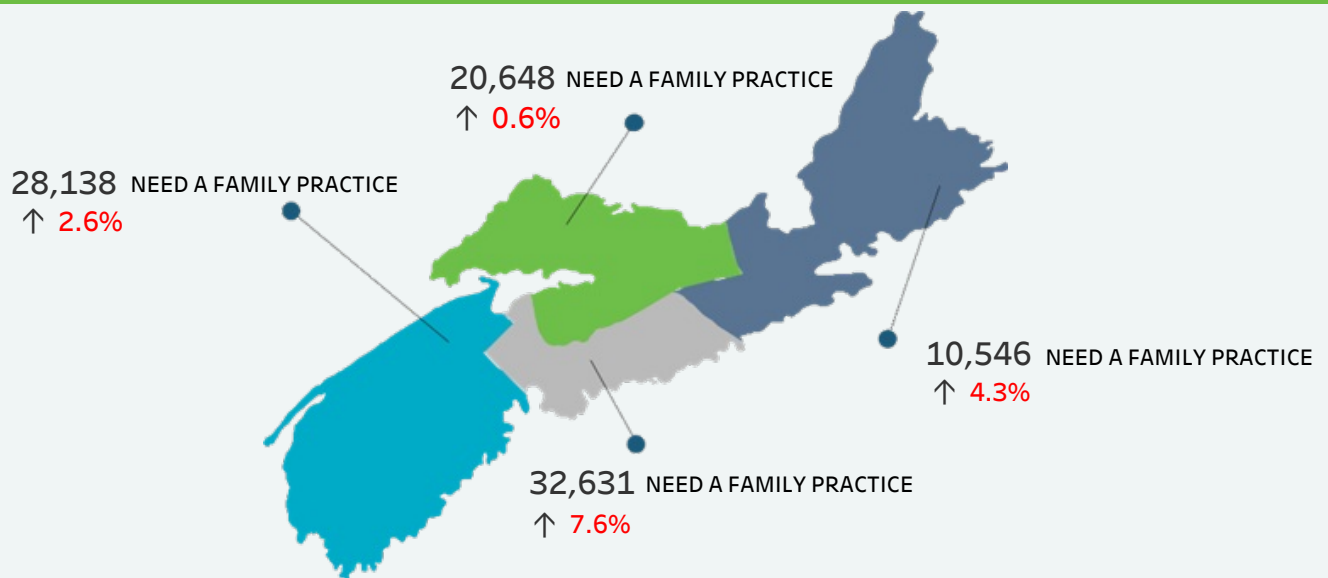 20,648 NEED A FAMILY PRACTICE
↑ 0.6%
28,138 NEED A FAMILY PRACTICE
↑ 2.6%
10,546 NEED A FAMILY PRACTICE
↑ 4.3%
32,631 NEED A FAMILY PRACTICE
↑ 7.6%